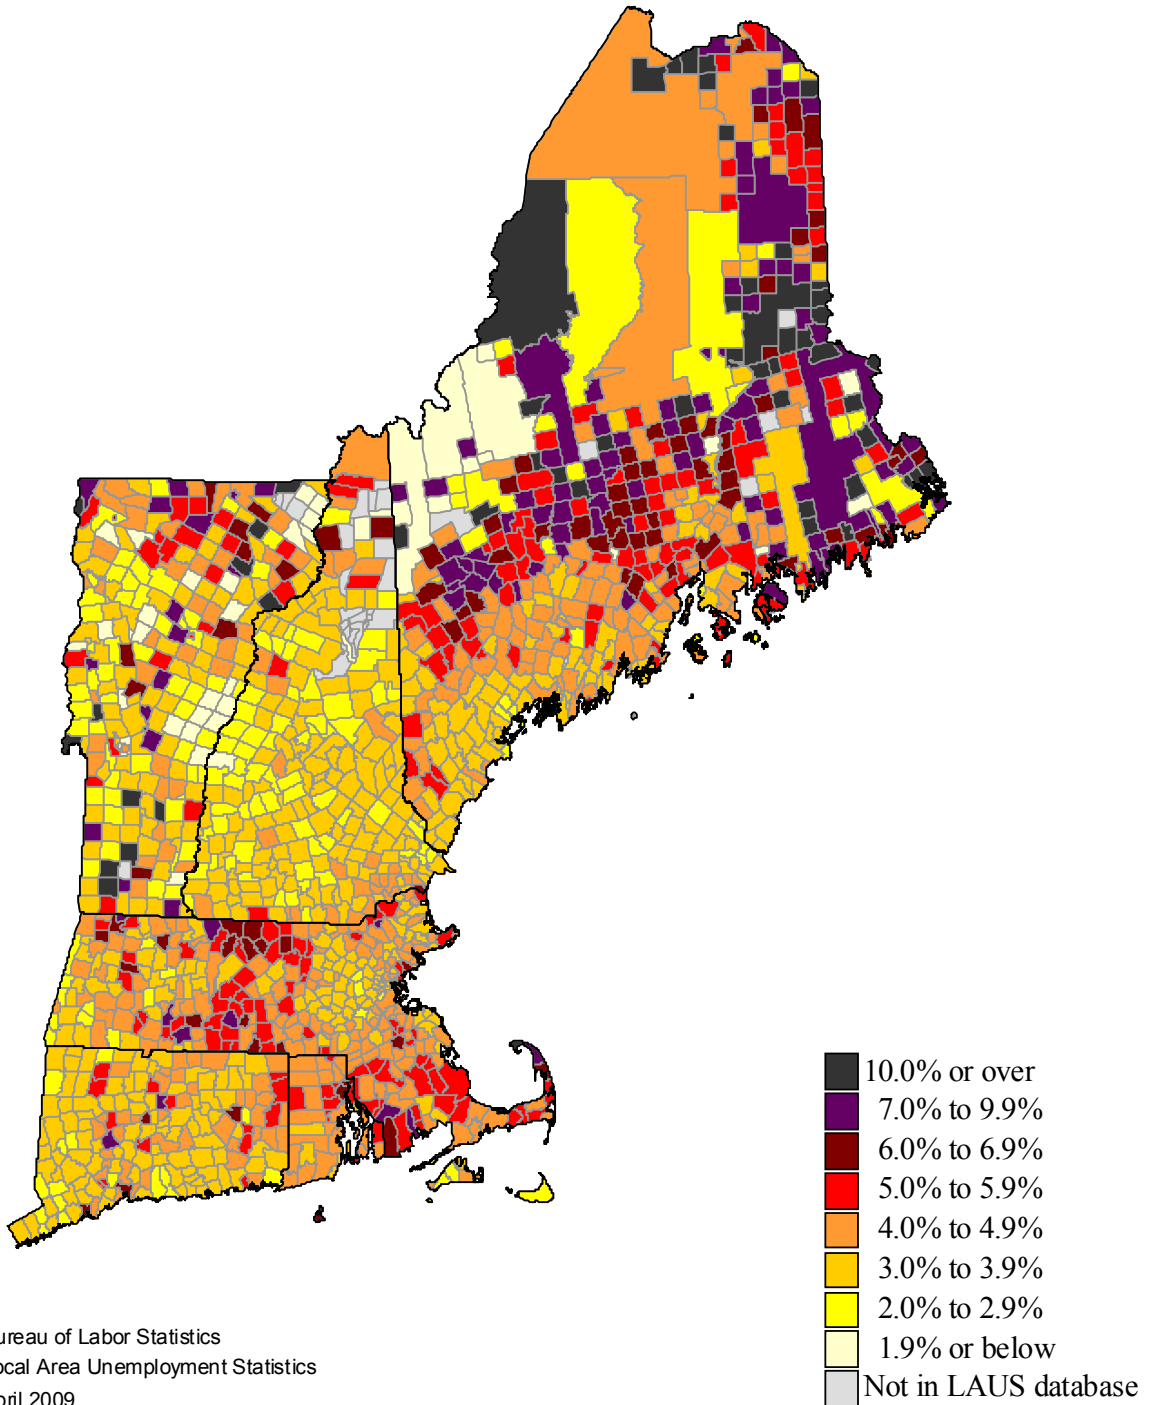 10.0% or over
7.0% to 9.9%
6.0% to 6.9%
5.0% to 5.9%
4.0% to 4.9%
3.0% to 3.9%
2.0% to 2.9%
1.9% or below
Not in LAUS database
ureau of Labor Statistics
ocal Area Unemployment Statistics
pril 2009